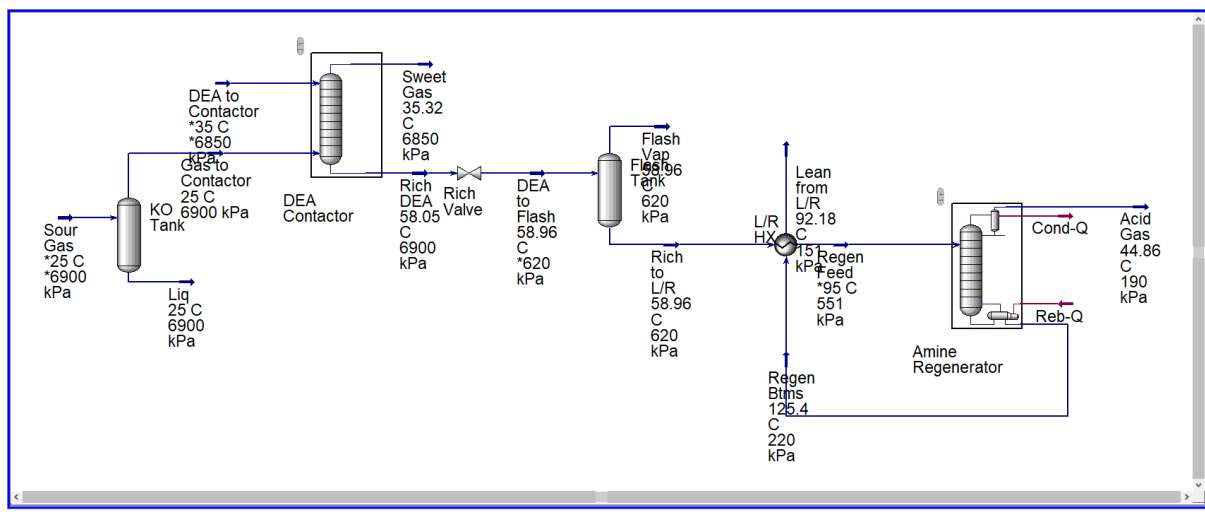 DEA to
Contactor
*35 C
*6850
kPa
Sweet
Gas
35.32
C
6850
kPa
Gas to
Contactor
25 C
6900 kPa
KO
Tank
DEA
Contactor
Sour
Gas
*25 C
*6900
kPa
Liq
25 C
6900
kPa
Rich
DEA
58.05
C
6900
kPa
Rich
Valve
DEA
to
Flash
58.96
C
*620
kPa
Flash
Vap
58.96
C
620
kPa
Flash
Tank
Rich
to
L/R
58.96
C
620
kPa
L/R
HX
Lean
from
L/R
92.18
C
151
kPa
Regen
Feed
*95 C
551
kPa
Regen
Btms
125.4
C
220
kPa
Amine
Regenerator
Cond-Q
Reb-Q
Acid
Gas
44.86
C
190
kPa